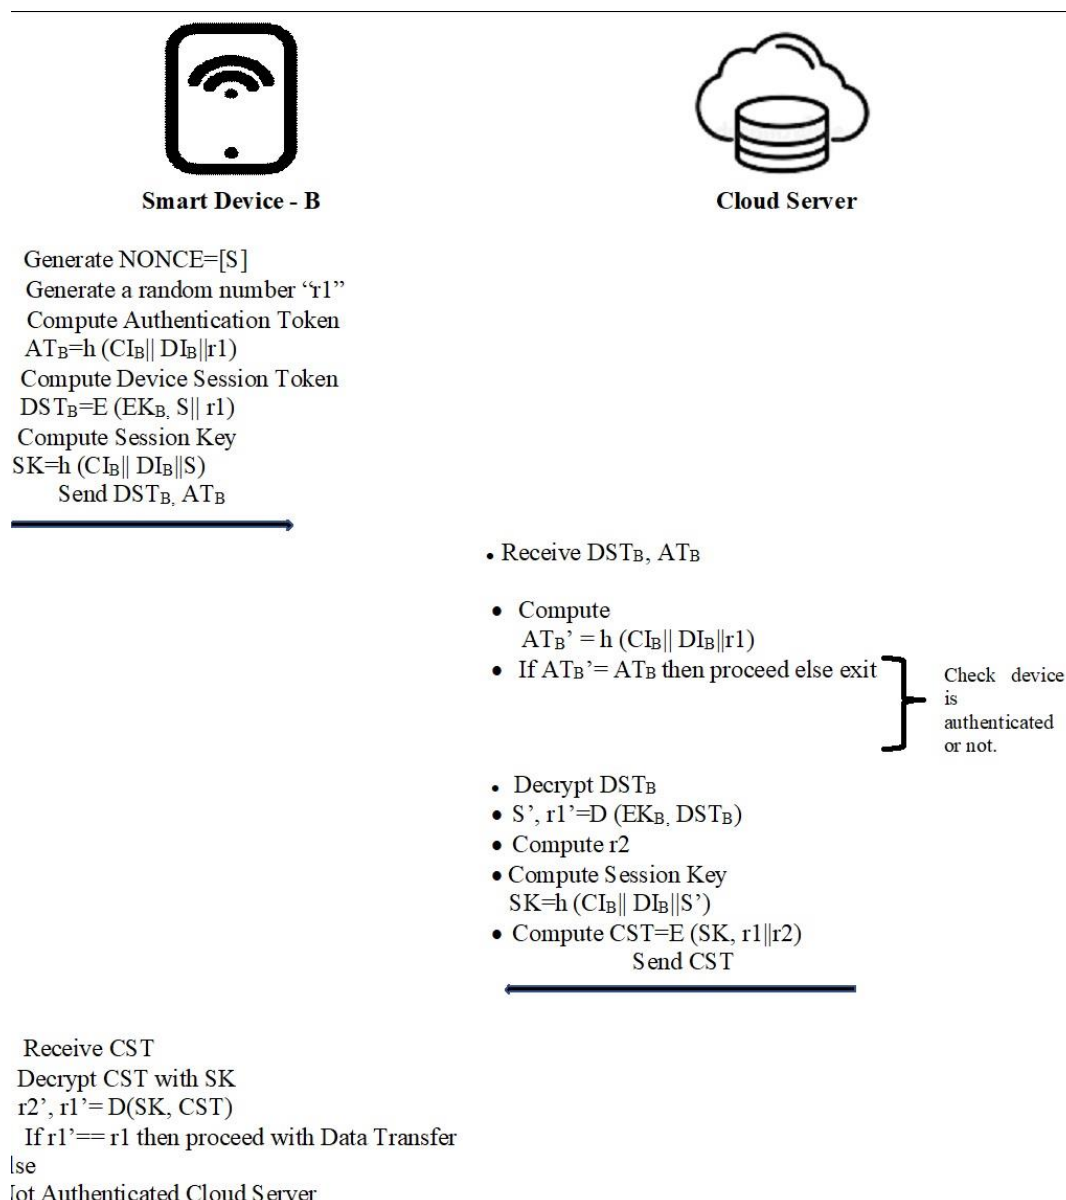 Smart Device - B
Cloud Server
Generate NONCE=[S]
Generate a random number “r1”
Compute Authentication Token
ATB=h (CIB|| DIB||r1)
Compute Device Session Token
DSTB=E (EKB, S|| r1)
Compute Session Key
SK=h (CIB|| DIB||S)
Send DSTB, ATB
• Receive DSTB, ATB
• Compute
ATB’ = h (CIB|| DIB||r1)
• If ATB’= ATB then proceed else exit
Check device
is
authenticated
or not.
• Decrypt DSTB
• S’, r1’=D (EKB, DSTB)
• Compute r2
• Compute Session Key
SK=h (CIB|| DIB||S’)
• Compute CST=E (SK, r1||r2)
Send CST
Receive CST
Decrypt CST with SK
r2’, r1’= D(SK, CST)
If r1’== r1 then proceed with Data Transfer
lse
ot Authenticated Cloud Server